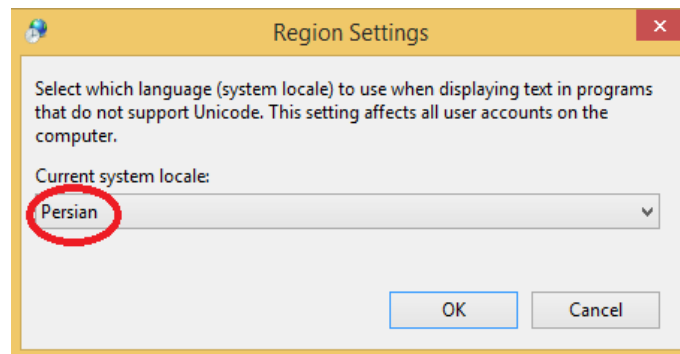 Region Settings
Select which language (system locale) to use when displaying text in programs
that do not support Unicode. This setting affects all user accounts on the
computer.
Current system locale:
Persian
OK Cancel